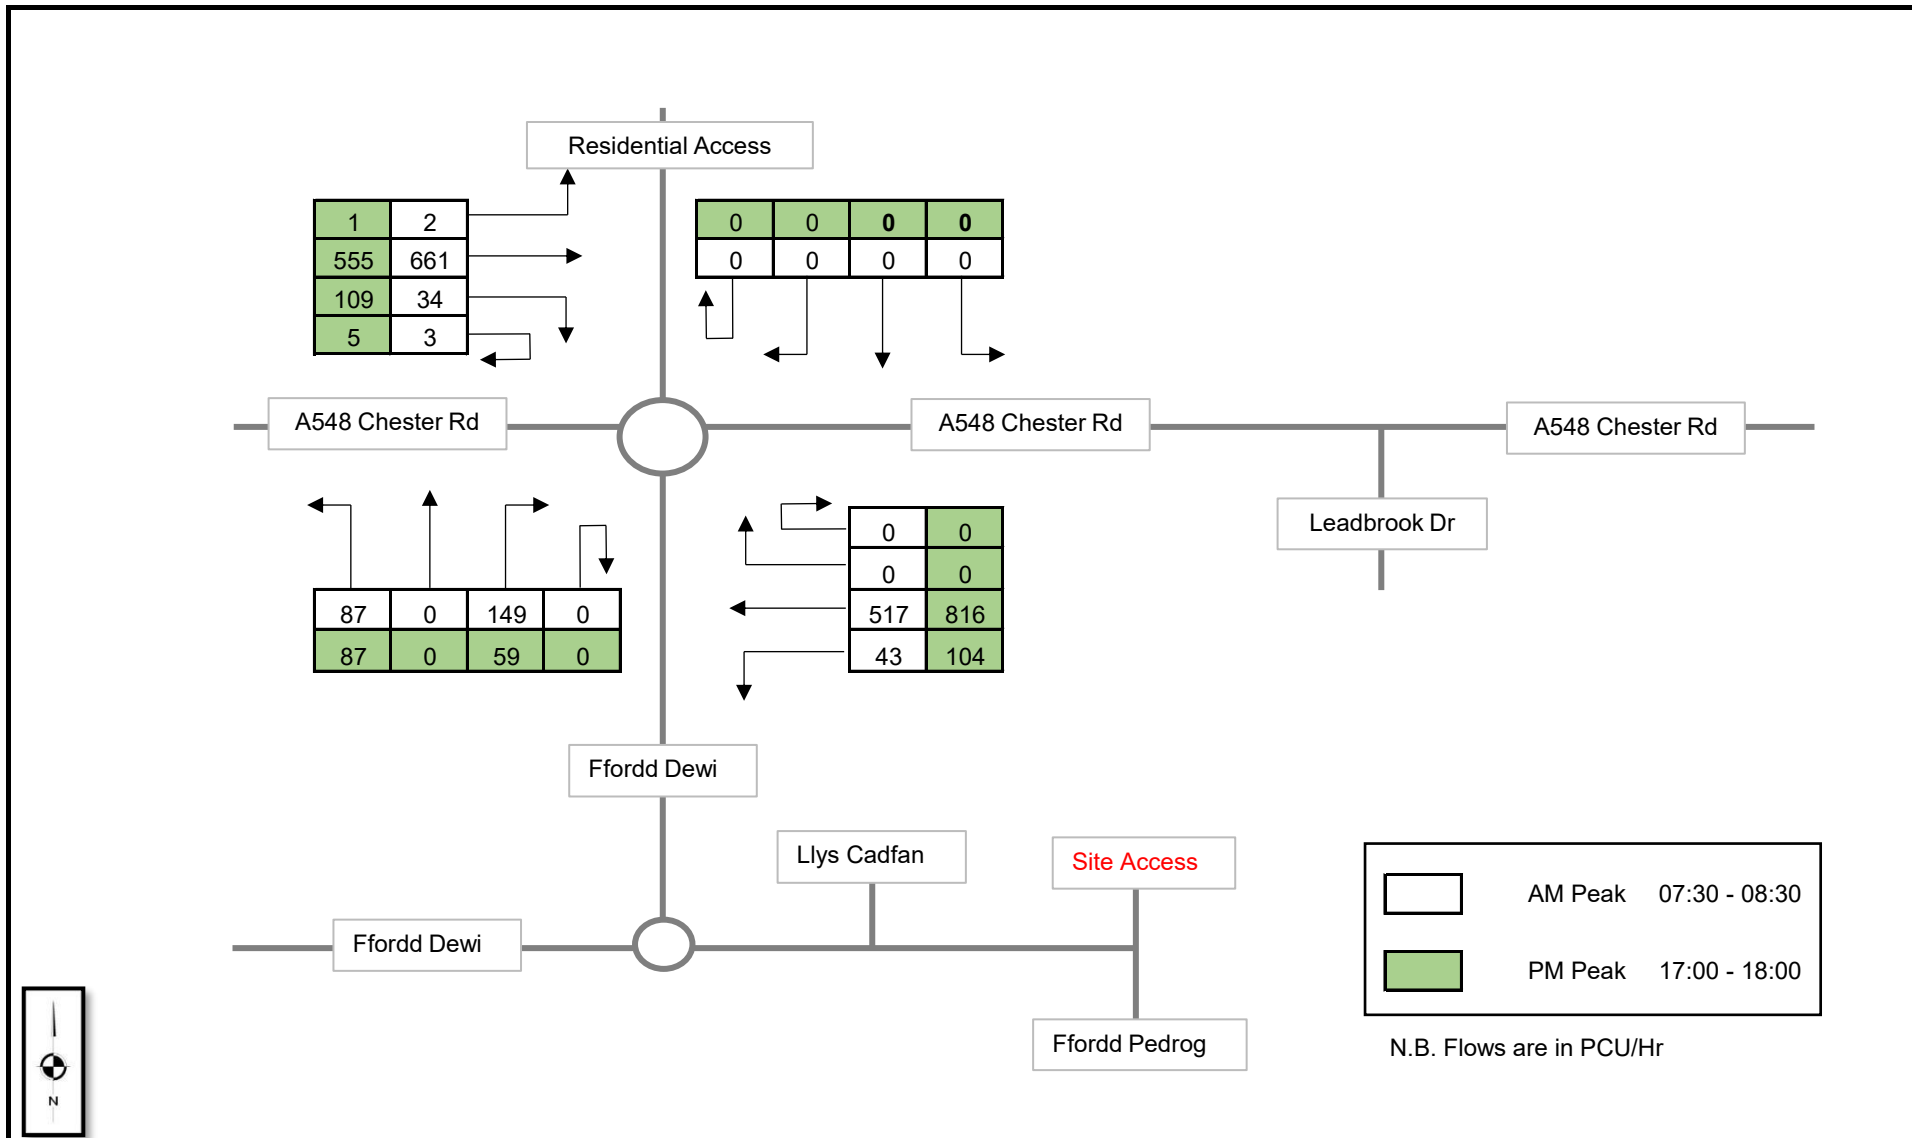 Residential Access
1 2
555 661
109 34
5 3
0 0 0 0
0 0 0 0
A548 Chester Rd
A548 Chester Rd
A548 Chester Rd
Leadbrook Dr
87 0 149 0
87 0 59 0
0 0
0 0
517 816
43 104
Ffordd Dewi
Llys Cadfan
Site Access
Ffordd Dewi
Ffordd Pedrog
AM Peak 07:30 - 08:30
PM Peak 17:00 - 18:00
N.B. Flows are in PCU/Hr
N